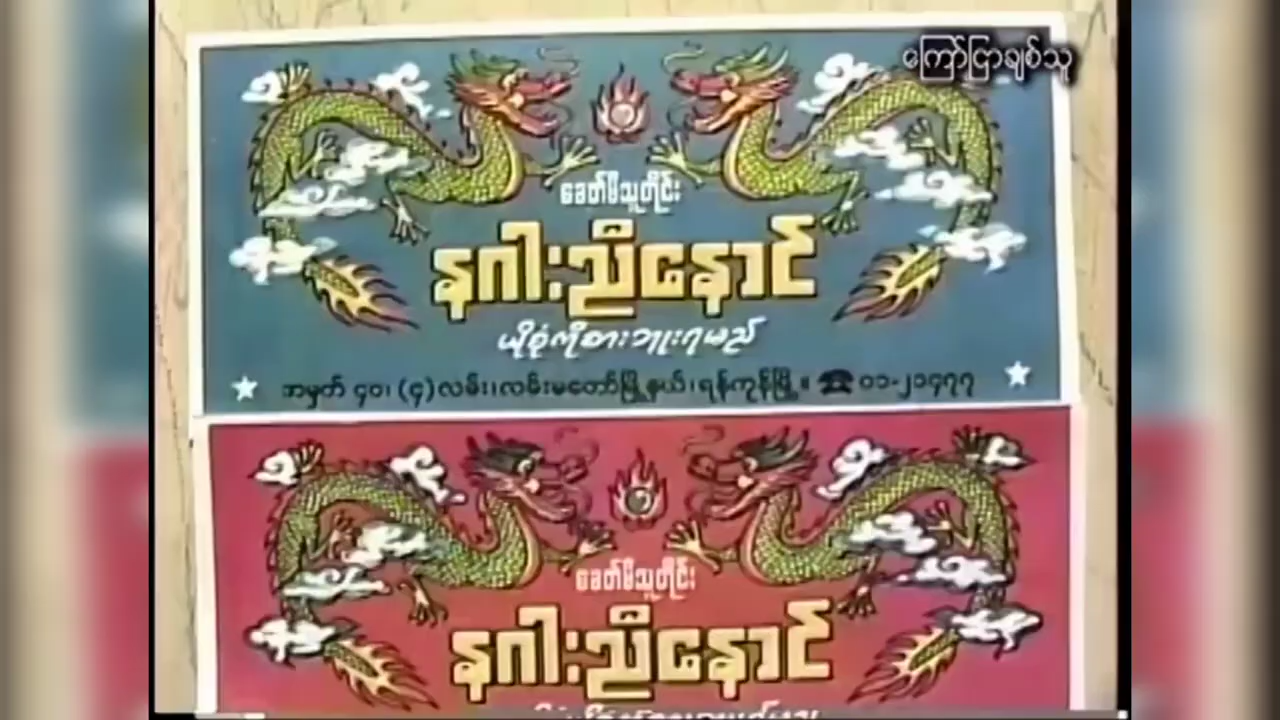 ကြော်ငြာချစ်သူ
ခေတ်မီသူတိုင်း
နဂါးညီနောင်
ယိုစုံကိုစားဘူးရမည်
အမှတ် ၄၀၊ (၄)လမ်း၊ လမ်းမတော်မြို့နယ်၊ ရန်ကုန်မြို့။ ☎ ၀၁-၂၁၄၇၇
ခေတ်မီသူတိုင်း
နဂါးညီနောင်